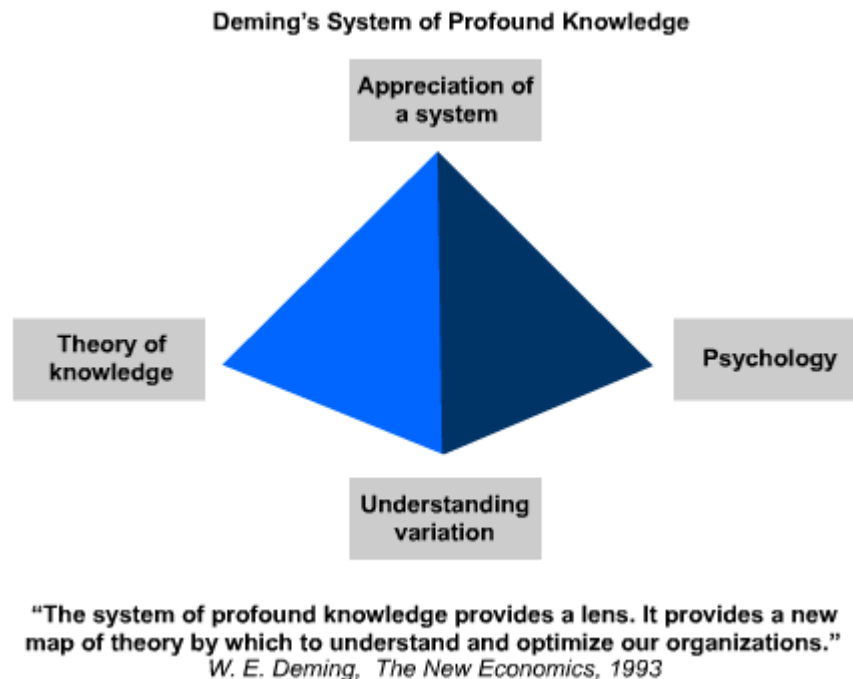 Deming’s System of Profound Knowledge
Appreciation of
a system
Theory of
knowledge
Psychology
Understanding
variation
“The system of profound knowledge provides a lens. It provides a new
map of theory by which to understand and optimize our organizations.”
W. E. Deming, The New Economics, 1993